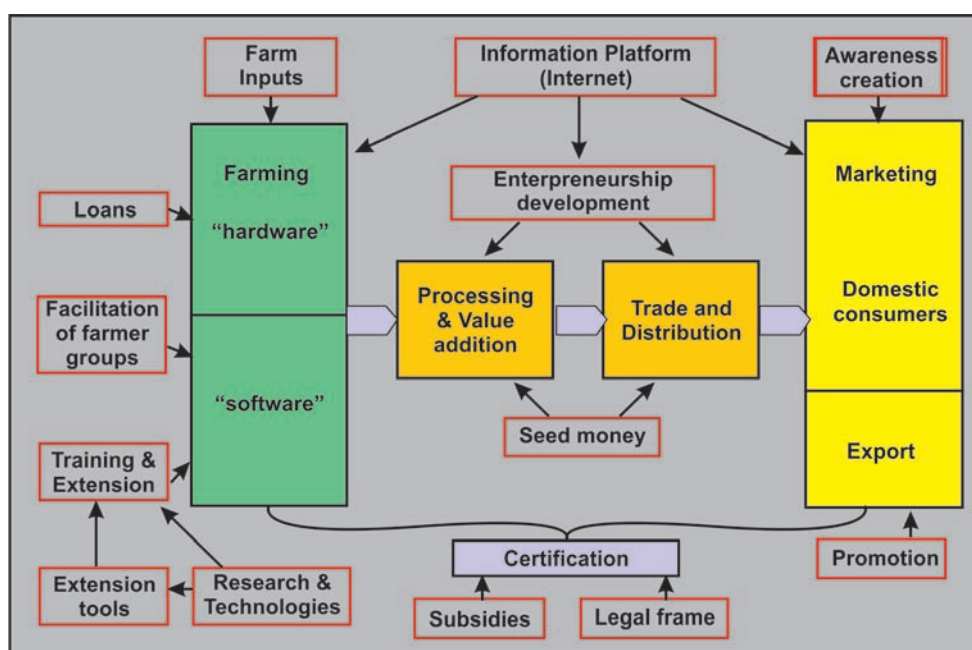 Farm
Inputs
Information Platform
(Internet)
Awareness
creation
Farming
"hardware"
Marketing
Loans
Enterpreneurship
development
Facilitation
of farmer
groups
Processing
& Value
addition
Trade and
Distribution
Domestic
consumers
"software"
Seed money
Training &
Extension
Export
Extension
tools
Research &
Technologies
Certification
Subsidies
Legal frame
Promotion